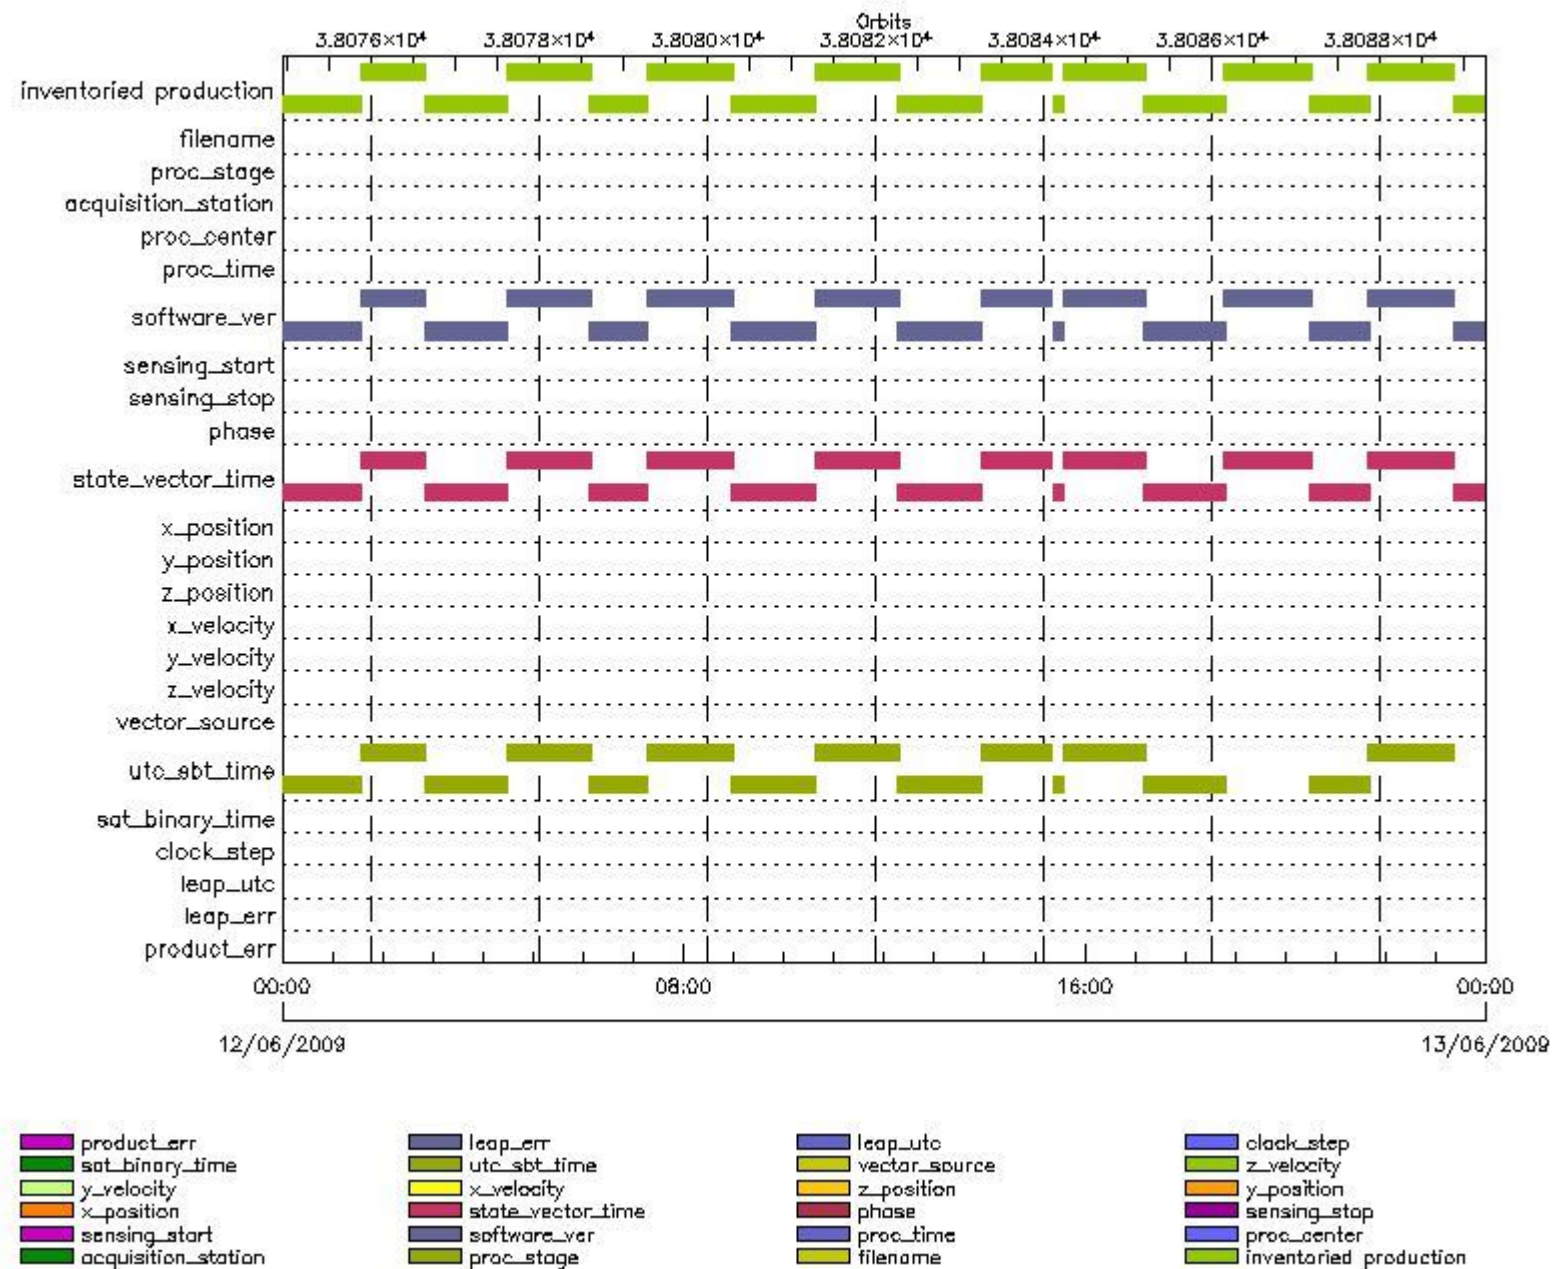 Orbits
3.8076×10⁴ 3.8078×10⁴ 3.8080×10⁴ 3.8082×10⁴ 3.8084×10⁴ 3.8086×10⁴ 3.8088×10⁴
inventoried production
filename
proc_stage
acquisition_station
proc_center
proc_time
software_ver
sensing_start
sensing_stop
phase
state_vector_time
x_position
y_position
z_position
x_velocity
y_velocity
z_velocity
vector_source
utc_sbt_time
sat_binary_time
clock_step
leap_utc
leap_err
product_err
00:00 08:00 16:00 00:00
12/06/2009 13/06/2009
product_err leap_err leap_utc clock_step
sat_binary_time utc_sbt_time vector_source z_velocity
y_velocity x_velocity z_position y_position
x_position state_vector_time phase sensing_stop
sensing_start software_ver proc_time proc_center
acquisition_station proc_stage filename inventoried production